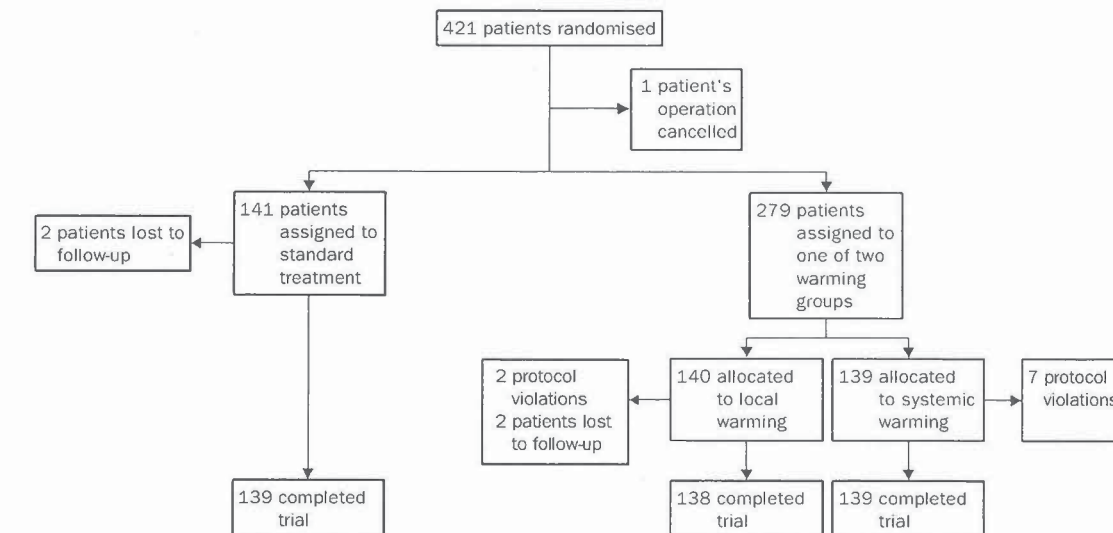 421 patients randomised
1 patient's
operation
cancelled
141 patients
assigned to
standard
treatment
2 patients lost to
follow-up
279 patients
assigned to
one of two
warming
groups
2 protocol
violations
2 patients lost
to follow-up
140 allocated
to local
warming
139 allocated
to systemic
warming
7 protocol
violations
139 completed
trial
138 completed
trial
139 completed
trial